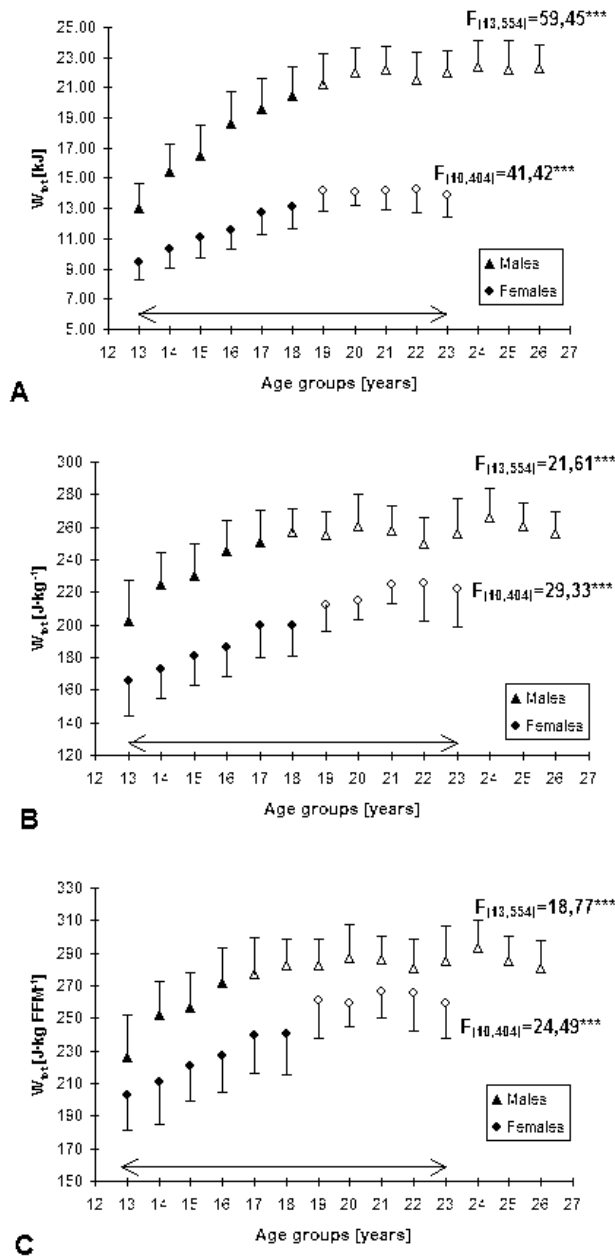 F[13,554]=59,45***
25.00
23.00
21.00
19.00
17.00
15.00
13.00
11.00
9.00
7.00
5.00
Wtot[kJ]
F[10,404]=41,42***
Males
Females
12 13 14 15 16 17 18 19 20 21 22 23 24 25 26 27
Age groups [years]
A
F[13,554]=21,61***
300
280
260
240
220
200
180
160
140
120
Wtot[J·kg-1]
F[10,404]=29,33***
Males
Females
12 13 14 15 16 17 18 19 20 21 22 23 24 25 26 27
Age groups [years]
B
F[13,554]=18,77***
330
310
290
270
250
230
210
190
170
150
Wtot[J·kg FFM-1]
F[10,404]=24,49***
Males
Females
12 13 14 15 16 17 18 19 20 21 22 23 24 25 26 27
Age groups [years]
C